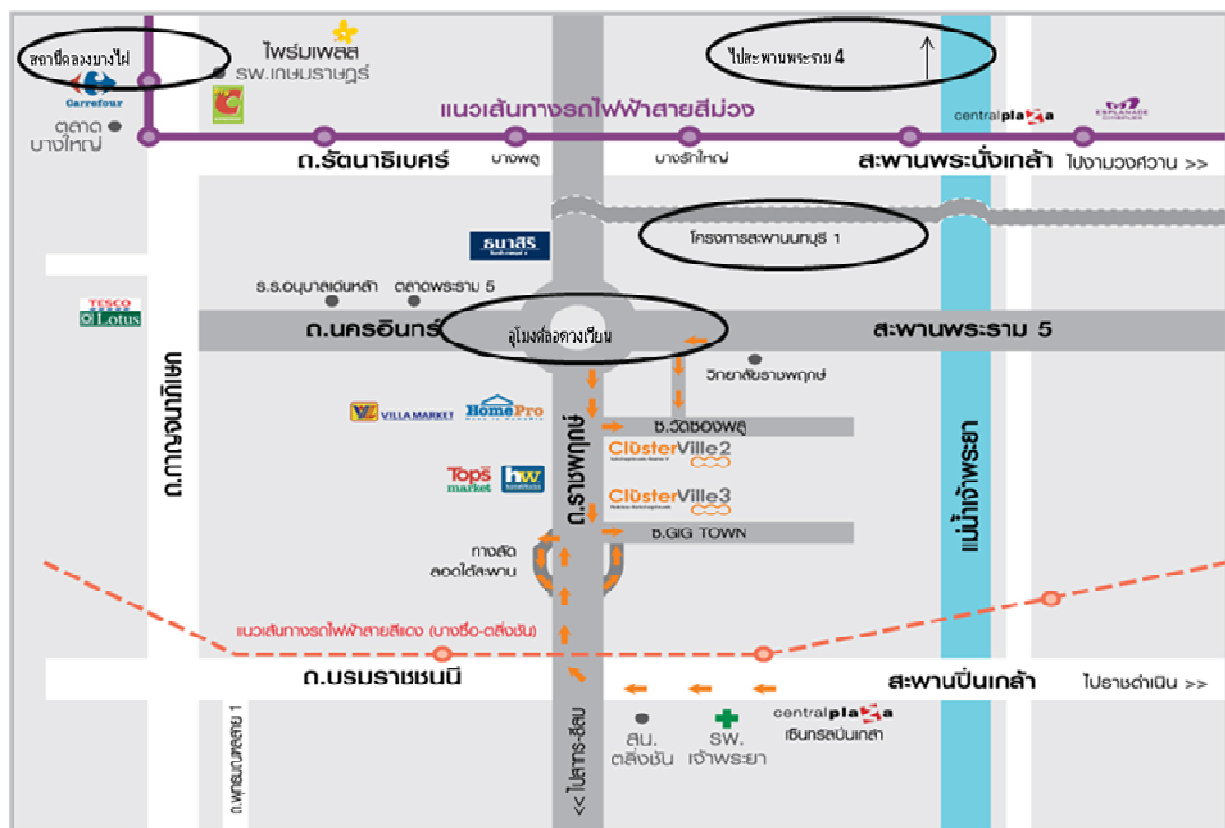 สถานีคลองบางไผ่
ไพร์มเพลส
รพ.เกษมราษฎร์
ไปสะพานพระราม 4
Carrefour
C
ตลาด
บางใหญ่
แนวเส้นทางรถไฟฟ้าสายสีม่วง
centralplaza
ESPLANADE
ถ.รัตนาธิเบศร์
บางพลู
บางรักใหญ่
สะพานพระนั่งเกล้า
ไปงามวงศ์วาน >>
ธนาสิริ
โครงการสะพานนทบุรี 1
ร.ร.อนุบาลเด่นหล้า
ตลาดพระราม 5
TESCO
Lotus
ถ.นครอินทร์
อุโมงค์ลอดวงเวียน
สะพานพระราม 5
วิทยาลัยราชพฤกษ์
VILLA MARKET
HomePro
ถ.กาญจนาภิเษก
ถ.ราชพฤกษ์
ซ.วัดซองพลู
ClüsterVille2
Tops
market
hw
ClüsterVille3
ซ.GIG TOWN
แม่น้ำเจ้าพระยา
ทางลัด
ลอดใต้สะพาน
แนวเส้นทางรถไฟฟ้าสายสีแดง (บางซื่อ-ตลิ่งชัน)
ถ.บรมราชชนนี
สะพานปิ่นเกล้า
ไปราชดำเนิน >>
ถ.พุทธมณฑลสาย 1
<< ไปสาทร-สีลม
สน.
ตลิ่งชัน
รพ.
เจ้าพระยา
centralplaza
เซ็นทรัลปิ่นเกล้า